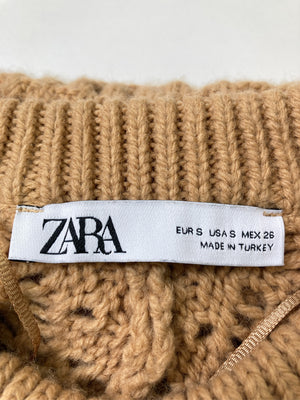 ZARA
EUR S USA S MEX 26
MADE IN TURKEY